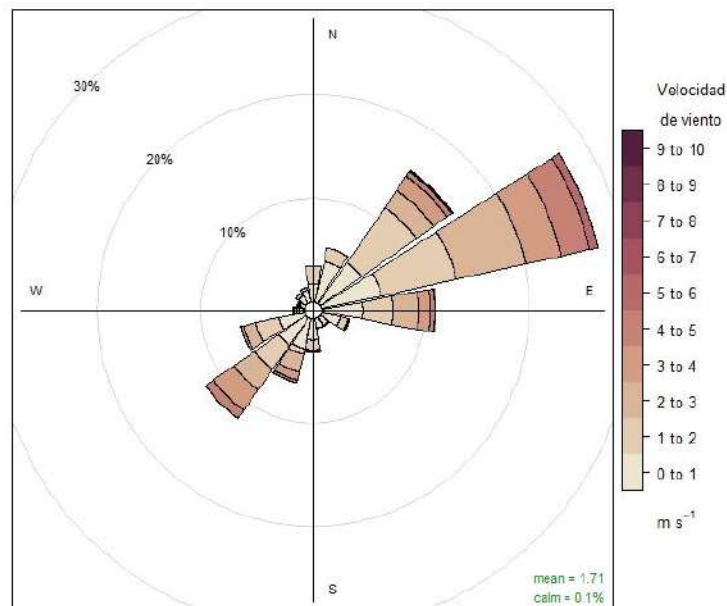 N
30%
20%
10%
W
E
S
mean = 1.71
calm = 0.1%
Velocidad
de viento
9 to 10
8 to 9
7 to 8
6 to 7
5 to 6
4 to 5
3 to 4
2 to 3
1 to 2
0 to 1
m s⁻¹